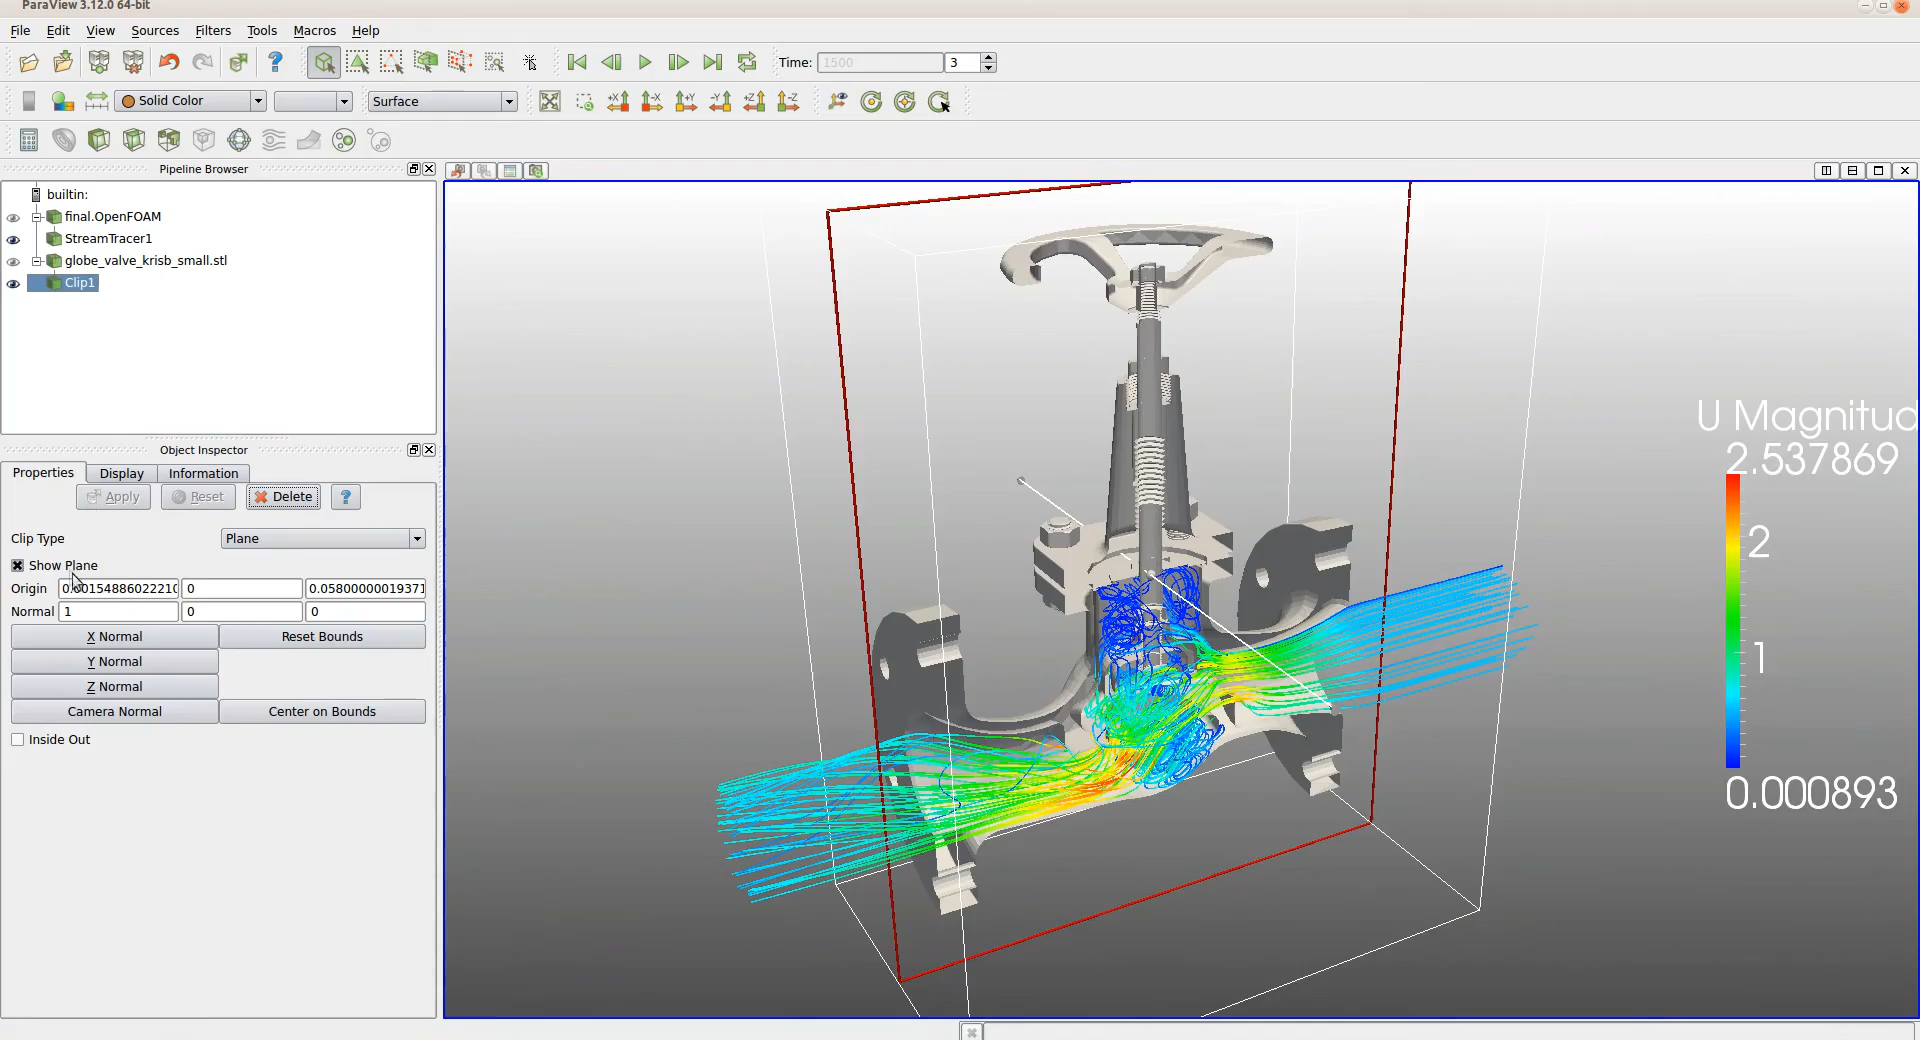 ParaView 3.12.0 64-bit
File Edit View Sources Filters Tools Macros Help
Time: 1500 3
Solid Color Surface +X -X +Y -Y +Z -Z
Pipeline Browser
builtin:
final.OpenFOAM
StreamTracer1
globe_valve_krisb_small.stl
Clip1
Object Inspector
Properties Display Information
Apply Reset Delete ?
Clip Type Plane
Show Plane
Origin 0.00154886022210 0 0.05800000019371
Normal 1 0 0
X Normal Reset Bounds
Y Normal
Z Normal
Camera Normal Center on Bounds
Inside Out
U Magnitud
2.537869
2
1
0.000893